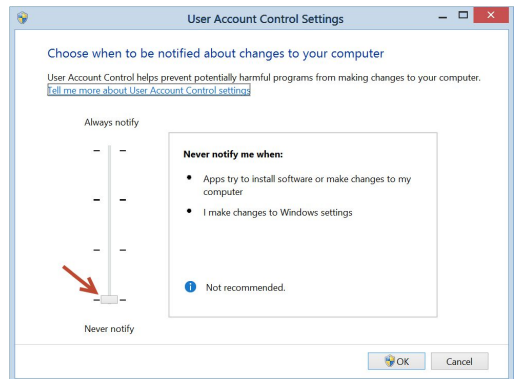 User Account Control Settings
Choose when to be notified about changes to your computer
User Account Control helps prevent potentially harmful programs from making changes to your computer.
Tell me more about User Account Control settings
Always notify
Never notify me when:
• Apps try to install software or make changes to my
computer
• I make changes to Windows settings
Not recommended.
Never notify
OK
Cancel